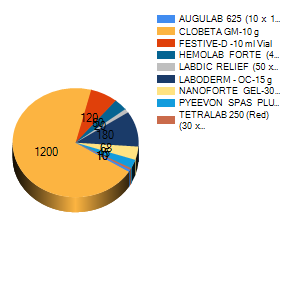 AUGULAB 625 (10 x 1...
CLOBETA GM-10 g
FESTIVE-D -10 ml Vial
HEMOLAB FORTE (4...
LABDIC RELIEF (50 x...
LABODERM - OC-15 g
NANOFORTE GEL-30...
PYEEVON SPAS PLU...
TETRALAB 250 (Red)
(30 x...
120
180
1200
10